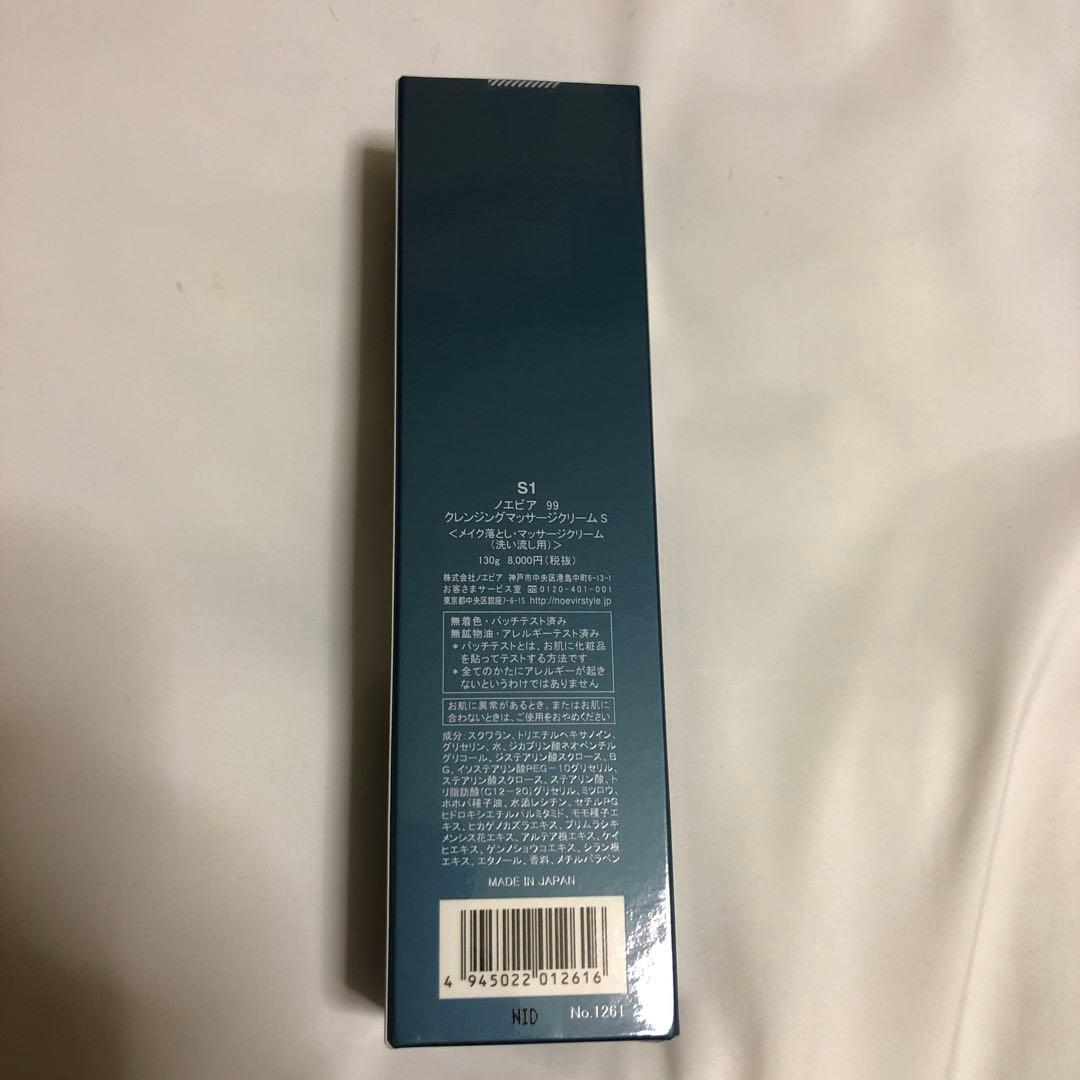 S1
ノエビア 99
クレンジングマッサージクリームS
＜メイク落とし・マッサージクリーム
（洗い流し用）＞
130g 8,000円（税抜）
株式会社ノエビア 神戸市中央区港島中町6-13-1
お客さまサービス室 0120-401-001
東京都中央区銀座7-6-15 http://noevirstyle.jp
無着色・パッチテスト済み
無鉱物油・アレルギーテスト済み
＊パッチテストとは、お肌に化粧品
を貼ってテストする方法です
＊全てのかたにアレルギーが起き
ないというわけではありません
お肌に異常があるとき、またはお肌に
合わないときは、ご使用をおやめください
成分：スクワラン、トリエチルヘキサノイン、
グリセリン、水、ジカプリン酸ネオペンチル
グリコール、ジステアリン酸スクロース、B
G、イソステアリン酸PEG－10グリセリル、
ステアリン酸スクロース、ステアリン酸、ト
リ脂肪酸（C12－20）グリセリル、ミツロウ、
ホホバ種子油、水添レシチン、セチルPG
ヒドロキシエチルパルミタミド、モモ種子エ
キス、ヒカゲノカズラエキス、プリムラシキ
メンシス花エキス、アルテア根エキス、ケイ
ヒエキス、ゲンノショウコエキス、シラン根
エキス、エタノール、香料、メチルパラベン
MADE IN JAPAN
4 945022 012616
WID No.1261